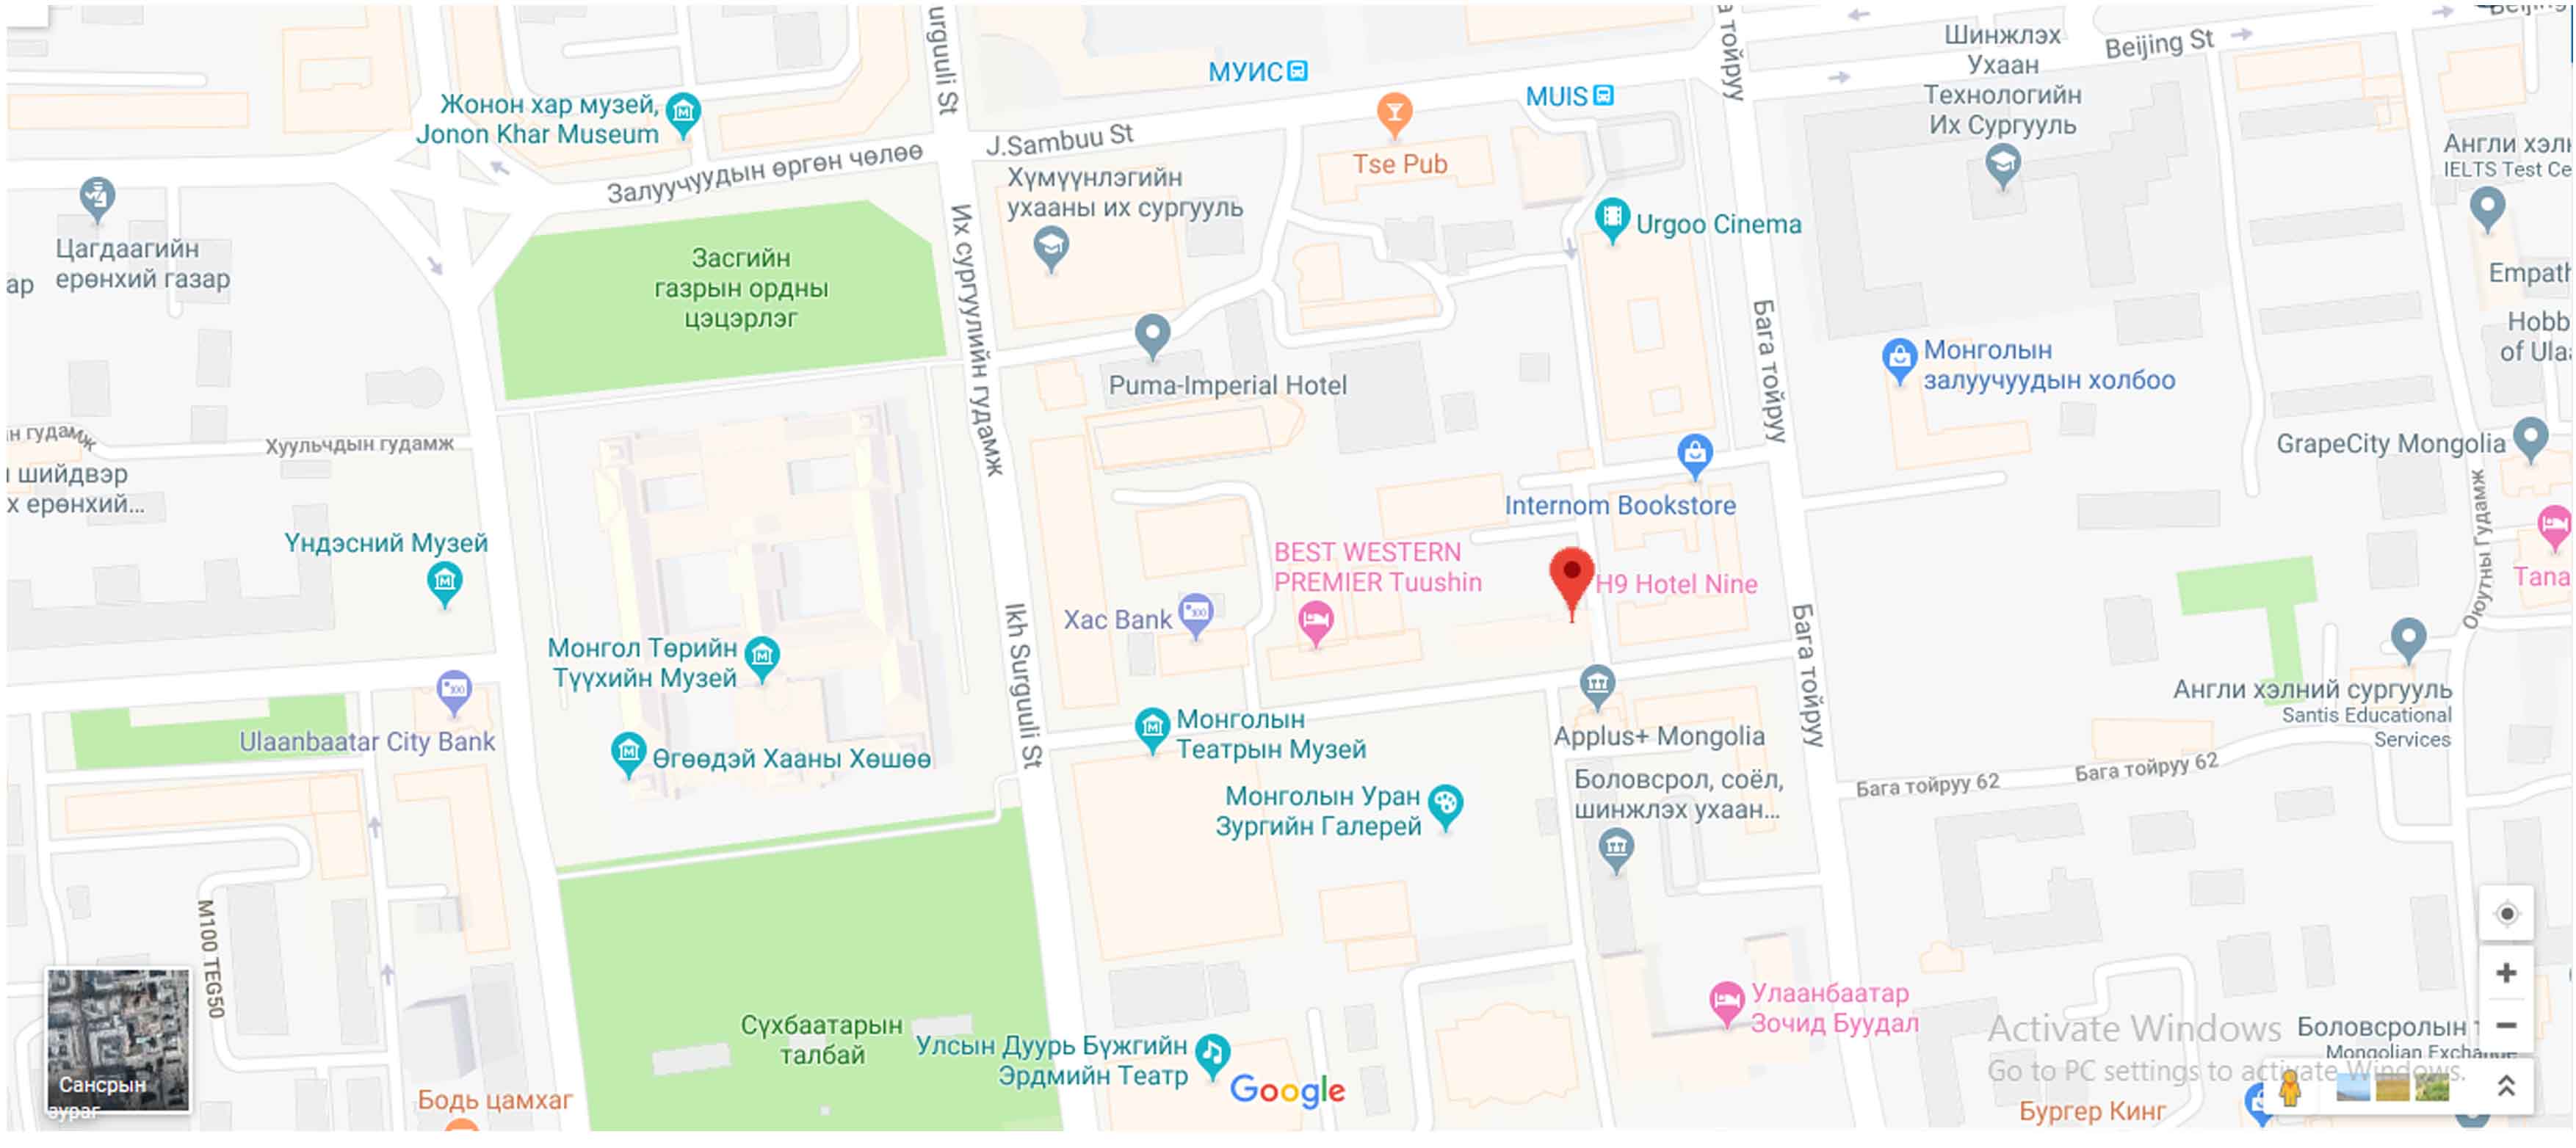 urguuli St
а тойруу
Beijing St
МУИС
MUIS
Шинжлэх
Ухаан
Технологийн
Их Сургууль
Жонон хар музей,
Jonon Khar Museum
Залуучуудын өргөн чөлөө
J.Sambuu St
Tse Pub
Англи хэл
IELTS Test Ce
Хүмүүнлэгийн
ухааны их сургууль
Urgoo Cinema
Цагдаагийн
ерөнхий газар
ар
Засгийн
газрын ордны
цэцэрлэг
Их сургуулийн гудамж
Empath
Hobb
of Ula
Puma-Imperial Hotel
Бага тойруу
Монголын
залуучуудын холбоо
н гудамж
Хуульчдын гудамж
GrapeCity Mongolia
шийдвэр
х ерөнхий...
Internom Bookstore
Оюутны Гудамж
Үндэсний Музей
BEST WESTERN
PREMIER Tuushin
H9 Hotel Nine
Tana
Xac Bank
Ikh Surguuli St
Бага тойруу
Монгол Төрийн
Түүхийн Музей
Англи хэлний сургууль
Santis Educational
Services
Ulaanbaatar City Bank
Өгөөдэй Хааны Хөшөө
Монголын
Театрын Музей
Applus+ Mongolia
Боловсрол, соёл,
шинжлэх ухаан...
Бага тойруу 62
Бага тойруу 62
Монголын Уран
Зургийн Галерей
M100 TEG50
Улаанбаатар
Зочид Буудал
Сүхбаатарын
талбай
Улсын Дуурь Бүжгийн
Эрдмийн Театр
Google
Activate Windows
Go to PC settings to activate Windows.
Боловсролын
Mongolian Exchange
Сансрын
зураг
Бодь цамхаг
Бургер Кинг